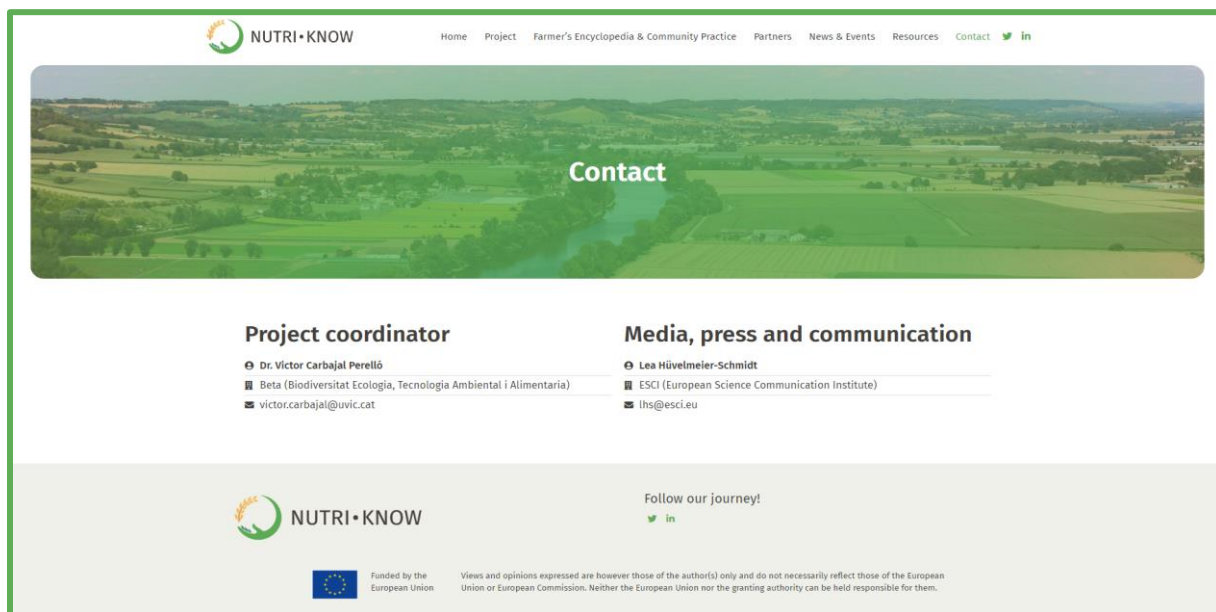 NUTRI•KNOW
Home Project Farmer's Encyclopedia & Community Practice Partners News & Events Resources Contact
Contact
Project coordinator
Dr. Victor Carbajal Perelló
Beta (Biodiversitat Ecologia, Tecnologia Ambiental i Alimentaria)
victor.carbajal@uvic.cat
Media, press and communication
Lea Hüvelmeier-Schmidt
ESCI (European Science Communication Institute)
lhs@esci.eu
NUTRI•KNOW
Follow our journey!
Funded by the
European Union
Views and opinions expressed are however those of the author(s) only and do not necessarily reflect those of the European
Union or European Commission. Neither the European Union nor the granting authority can be held responsible for them.